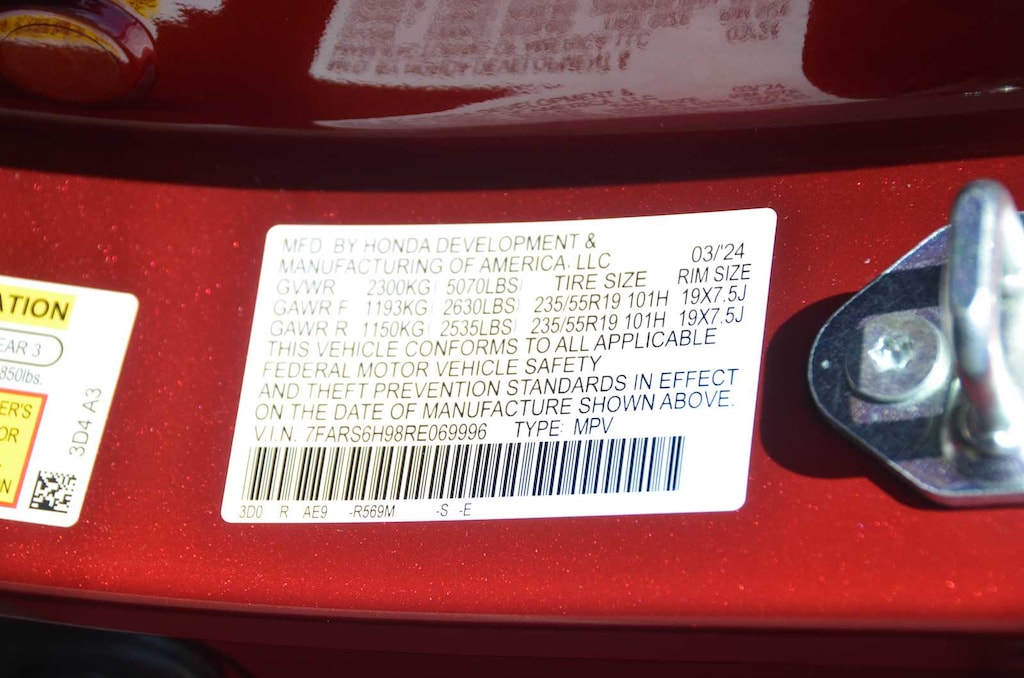 MFD BY HONDA DEVELOPMENT &
MANUFACTURING OF AMERICA, LLC 03/'24
GVWR 2300KG( 5070LBS) TIRE SIZE RIM SIZE
GAWR F 1193KG( 2630LBS) 235/55R19 101H 19X7.5J
GAWR R 1150KG( 2535LBS) 235/55R19 101H 19X7.5J
THIS VEHICLE CONFORMS TO ALL APPLICABLE
FEDERAL MOTOR VEHICLE SAFETY
AND THEFT PREVENTION STANDARDS IN EFFECT
ON THE DATE OF MANUFACTURE SHOWN ABOVE.
V.I.N. 7FARS6H98RE069996 TYPE: MPV
3D0 R AE9 -R569M -S -E
ATION
EAR 3
850lbs.
ER'S
OR
N
3D4 A3